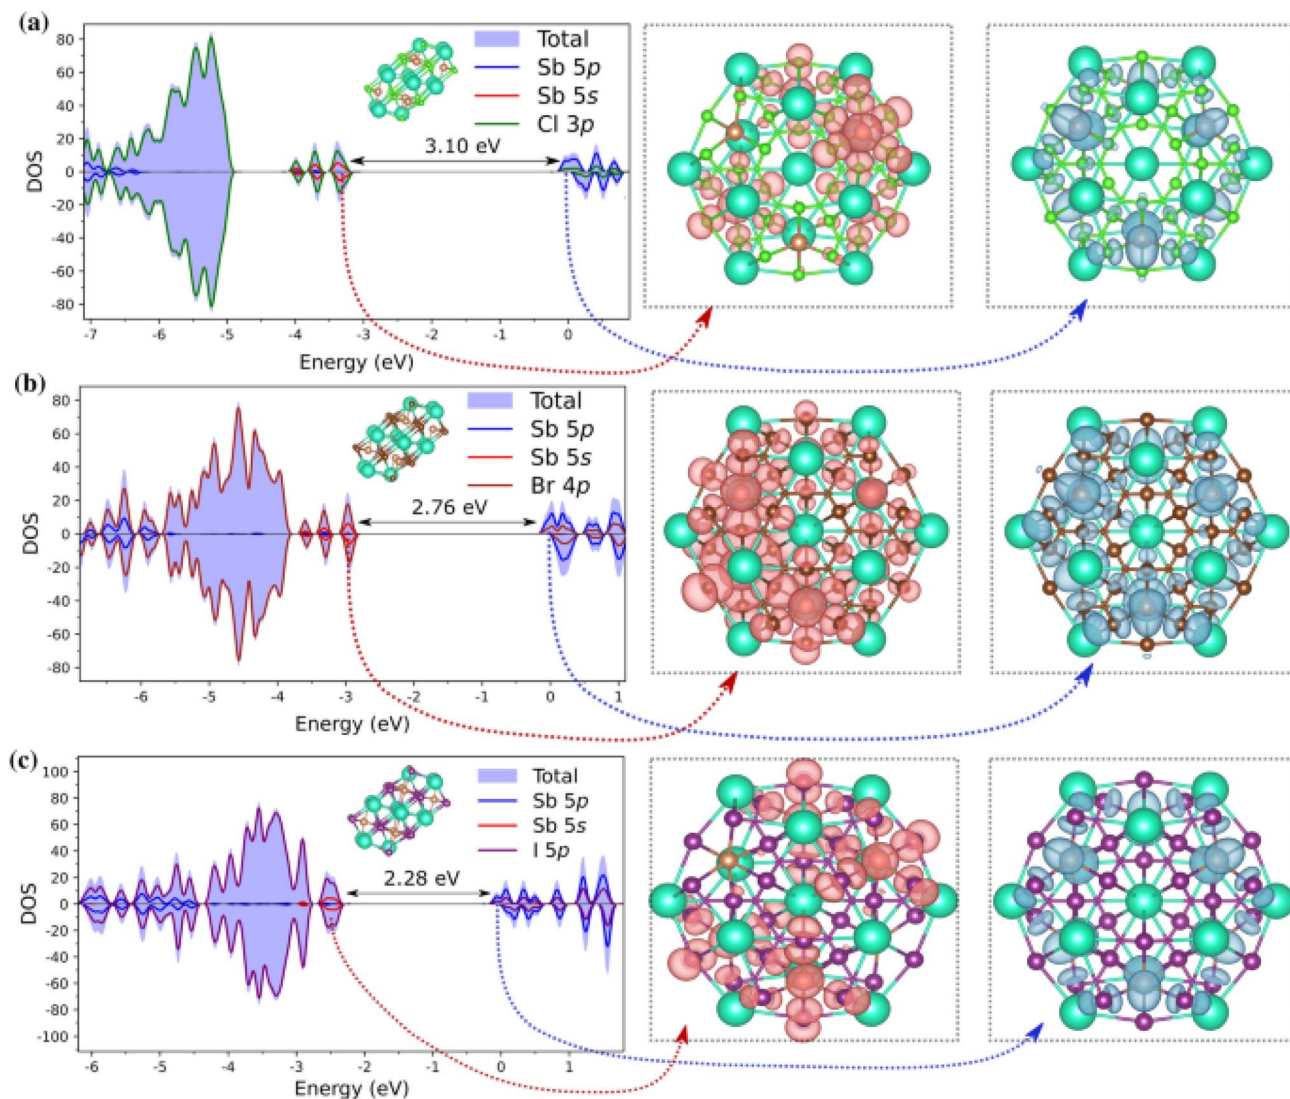 (a)
80
60
40
20
0
20
-40
-60
-80
DOS
-7
-6
-5
-4
-3
-2
-1
0
Energy (eV)
Total
Sb 5p
Sb 5s
Cl 3p
3.10 eV
(b)
80
60
40
20
0
-20
-40
-60
-80
DOS
-6
-5
-4
-3
-2
-1
0
1
Energy (eV)
Total
Sb 5p
Sb 5s
Br 4p
2.76 eV
(c)
100
80
60
40
20
0
-20
-40
-60
-80
-100
DOS
-6
-5
-4
-3
-2
-1
0
1
Energy (eV)
Total
Sb 5p
Sb 5s
I 5p
2.28 eV